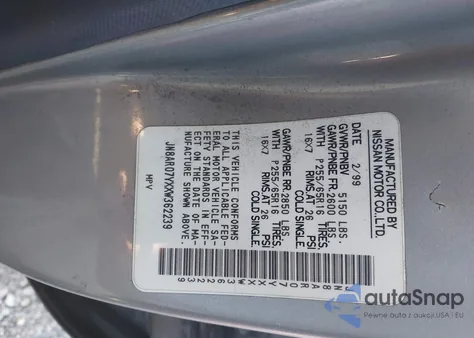 MANUFACTURED BY
NISSAN MOTOR CO.,LTD.
DATE 2/99
GVWR/PNBV 5150 LBS.
GAWR/PNBE FR.2600 LBS.
WITH P255/65R16 TIRES,
16X7 RIMS,AT 26 PSI
COLD SINGLE.
GAWR/PNBE RR.2850 LBS.
WITH P255/65R16 TIRES,
16X7 RIMS,AT 26 PSI
COLD SINGLE.
THIS VEHICLE CONFORMS
TO ALL APPLICABLE FED-
ERAL MOTOR VEHICLE SA-
FETY STANDARDS IN EFF-
ECT ON THE DATE OF MA-
NUFACTURE SHOWN ABOVE.
JN8AR07YXXW362239
MPV
JN8AR07YXXW362239
autaSnap
Pewne auta z USA i EU